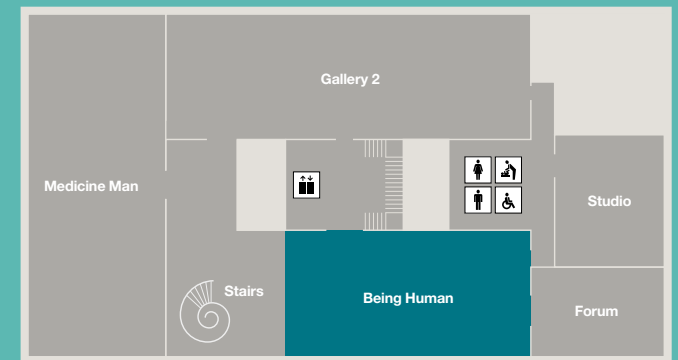 Gallery 2
Medicine Man
Studio
Stairs
Being Human
Forum